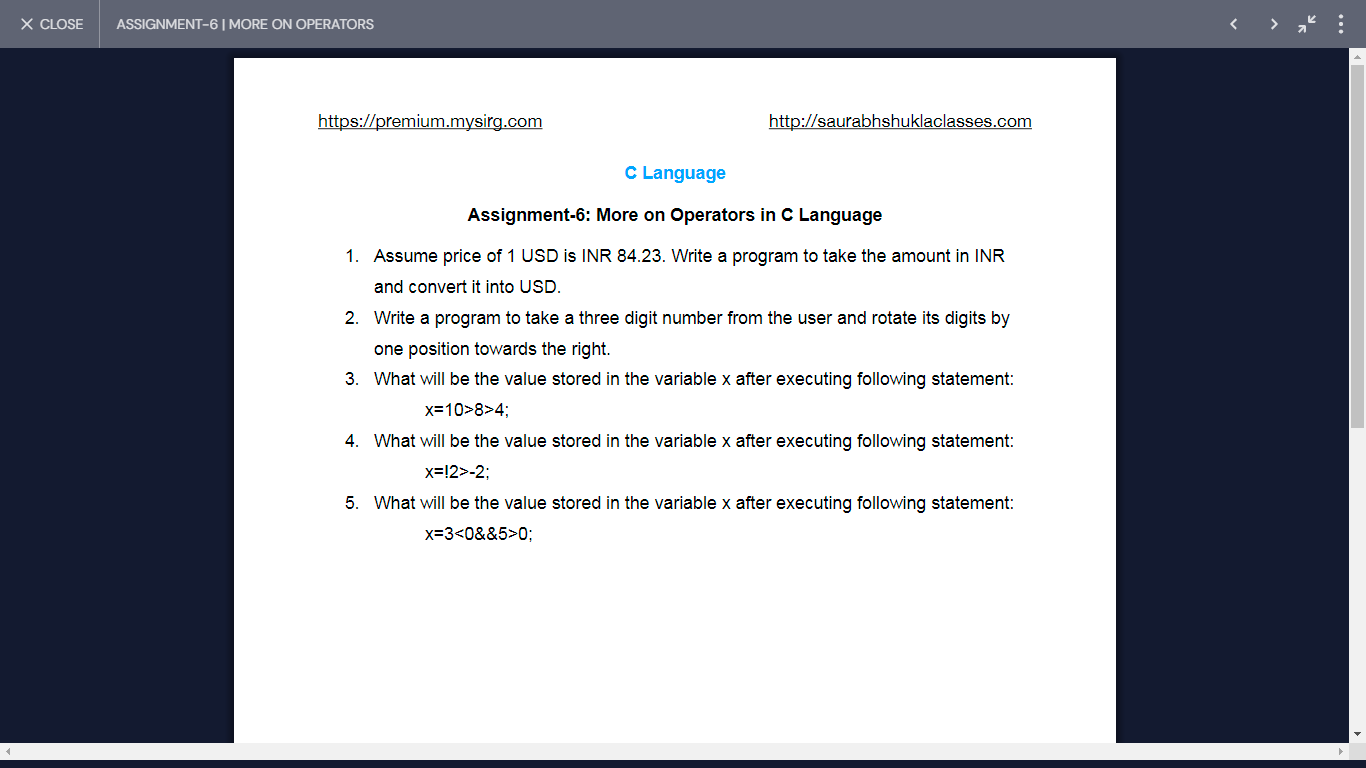 CLOSE
ASSIGNMENT-6 | MORE ON OPERATORS
https://premium.mysirg.com
http://saurabhshuklaclasses.com
C Language
Assignment-6: More on Operators in C Language
1. Assume price of 1 USD is INR 84.23. Write a program to take the amount in INR
and convert it into USD.
2. Write a program to take a three digit number from the user and rotate its digits by
one position towards the right.
3. What will be the value stored in the variable x after executing following statement:
x=10>8>4;
4. What will be the value stored in the variable x after executing following statement:
x=!2>-2;
5. What will be the value stored in the variable x after executing following statement:
x=3<0&&5>0;